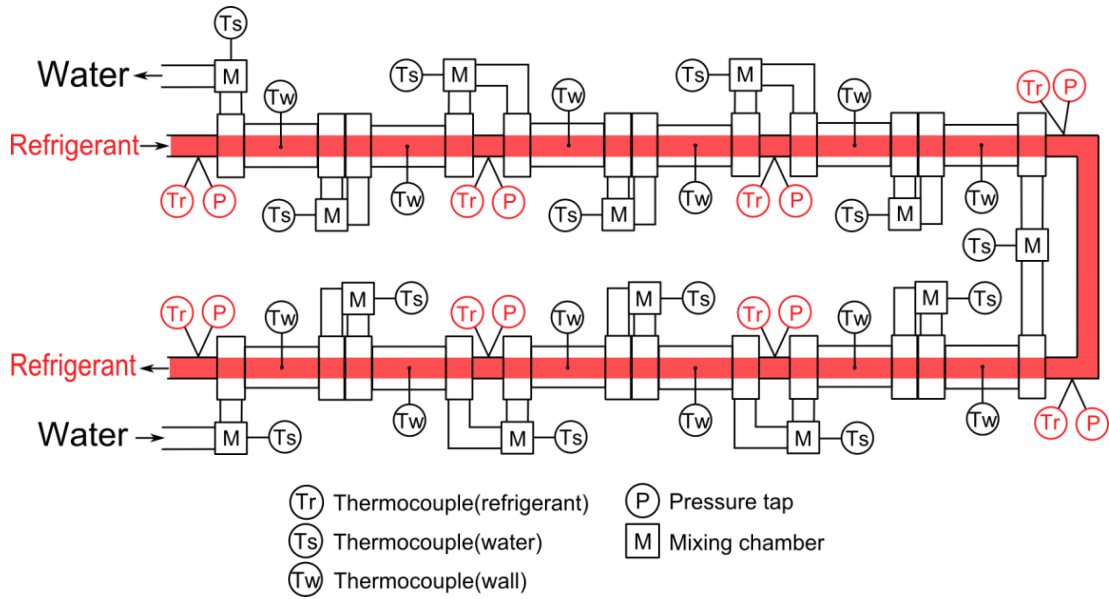 Ts
Water M Ts M Ts M Tr P
Tw Tw Tw
Refrigerant
Tr P Tw Tr P Tw Tr P Tw
Ts M Ts M Ts M
Ts M
M Ts M Ts M Ts
Tr P Tw Tr P Tw Tr P Tw
Refrigerant
Tw Tw Tw Tr P
Water M Ts M Ts M Ts
Tr Thermocouple(refrigerant) P Pressure tap
Ts Thermocouple(water) M Mixing chamber
Tw Thermocouple(wall)